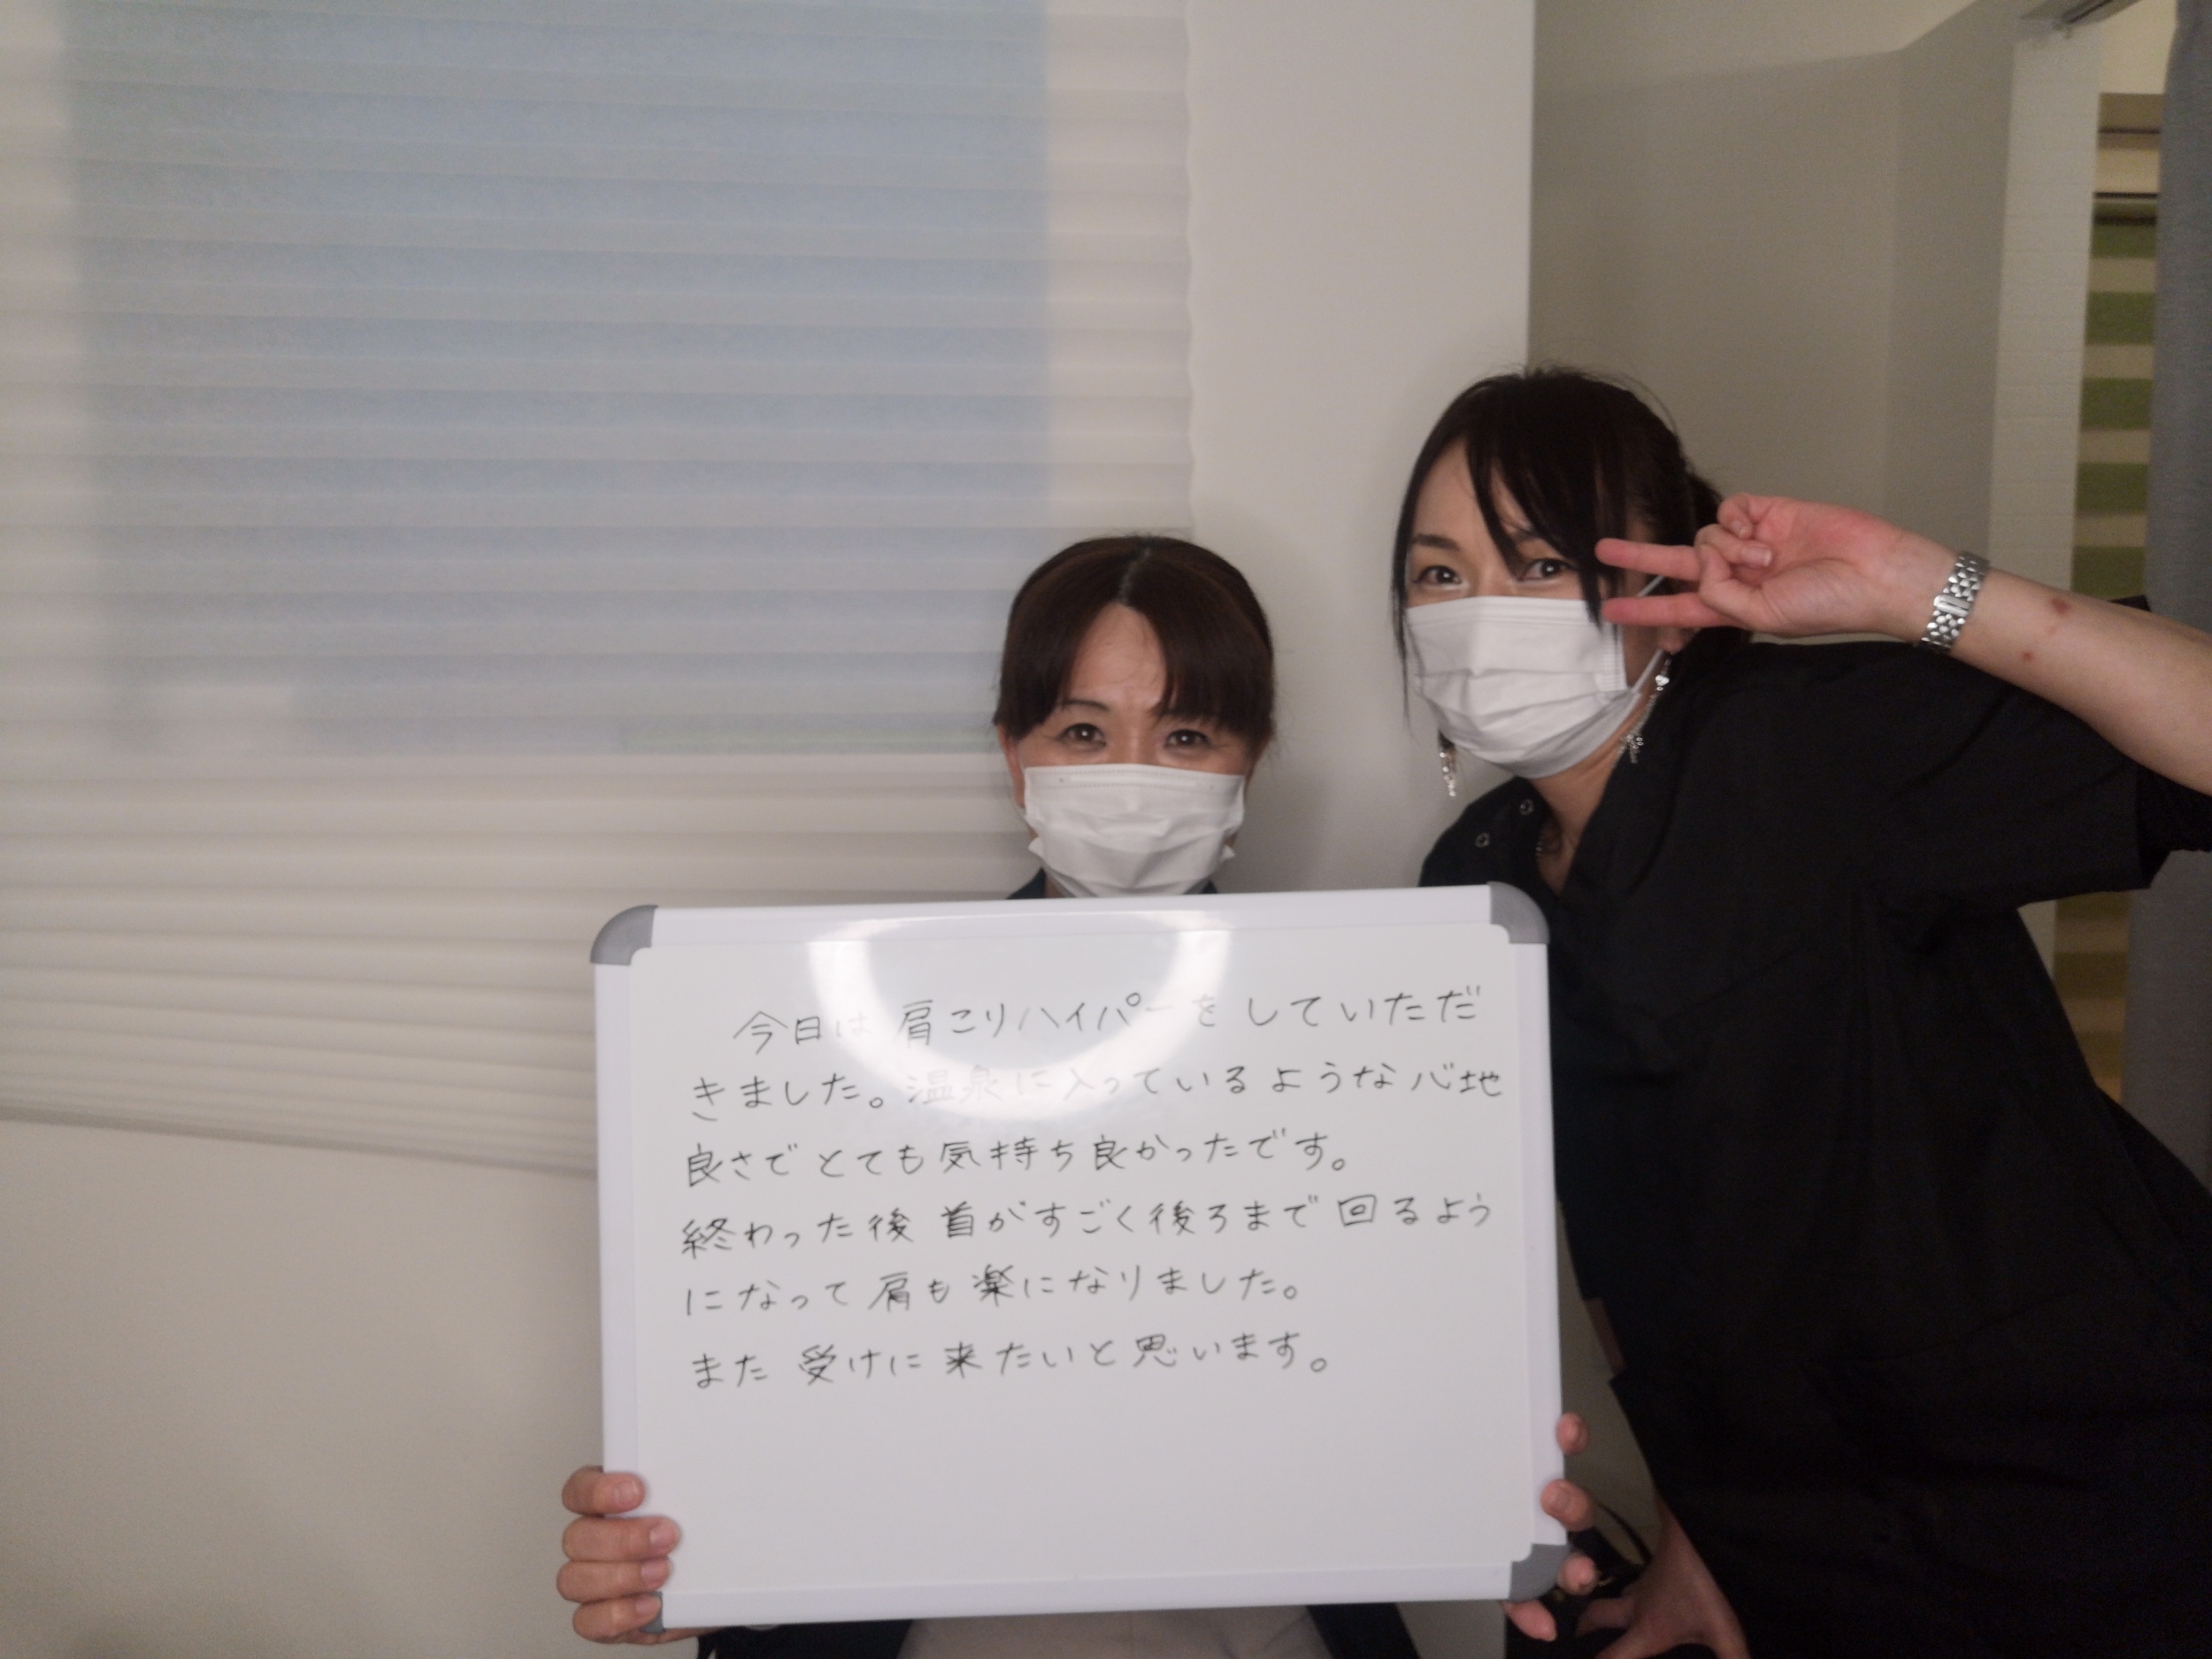 今日は肩こりハイパーをしていただ
きました。温泉に入っているような心地
良さでとても気持ち良かったです。
終わった後首がすごく後ろまで回るよう
になって肩も楽になりました。
また受けに来たいと思います。